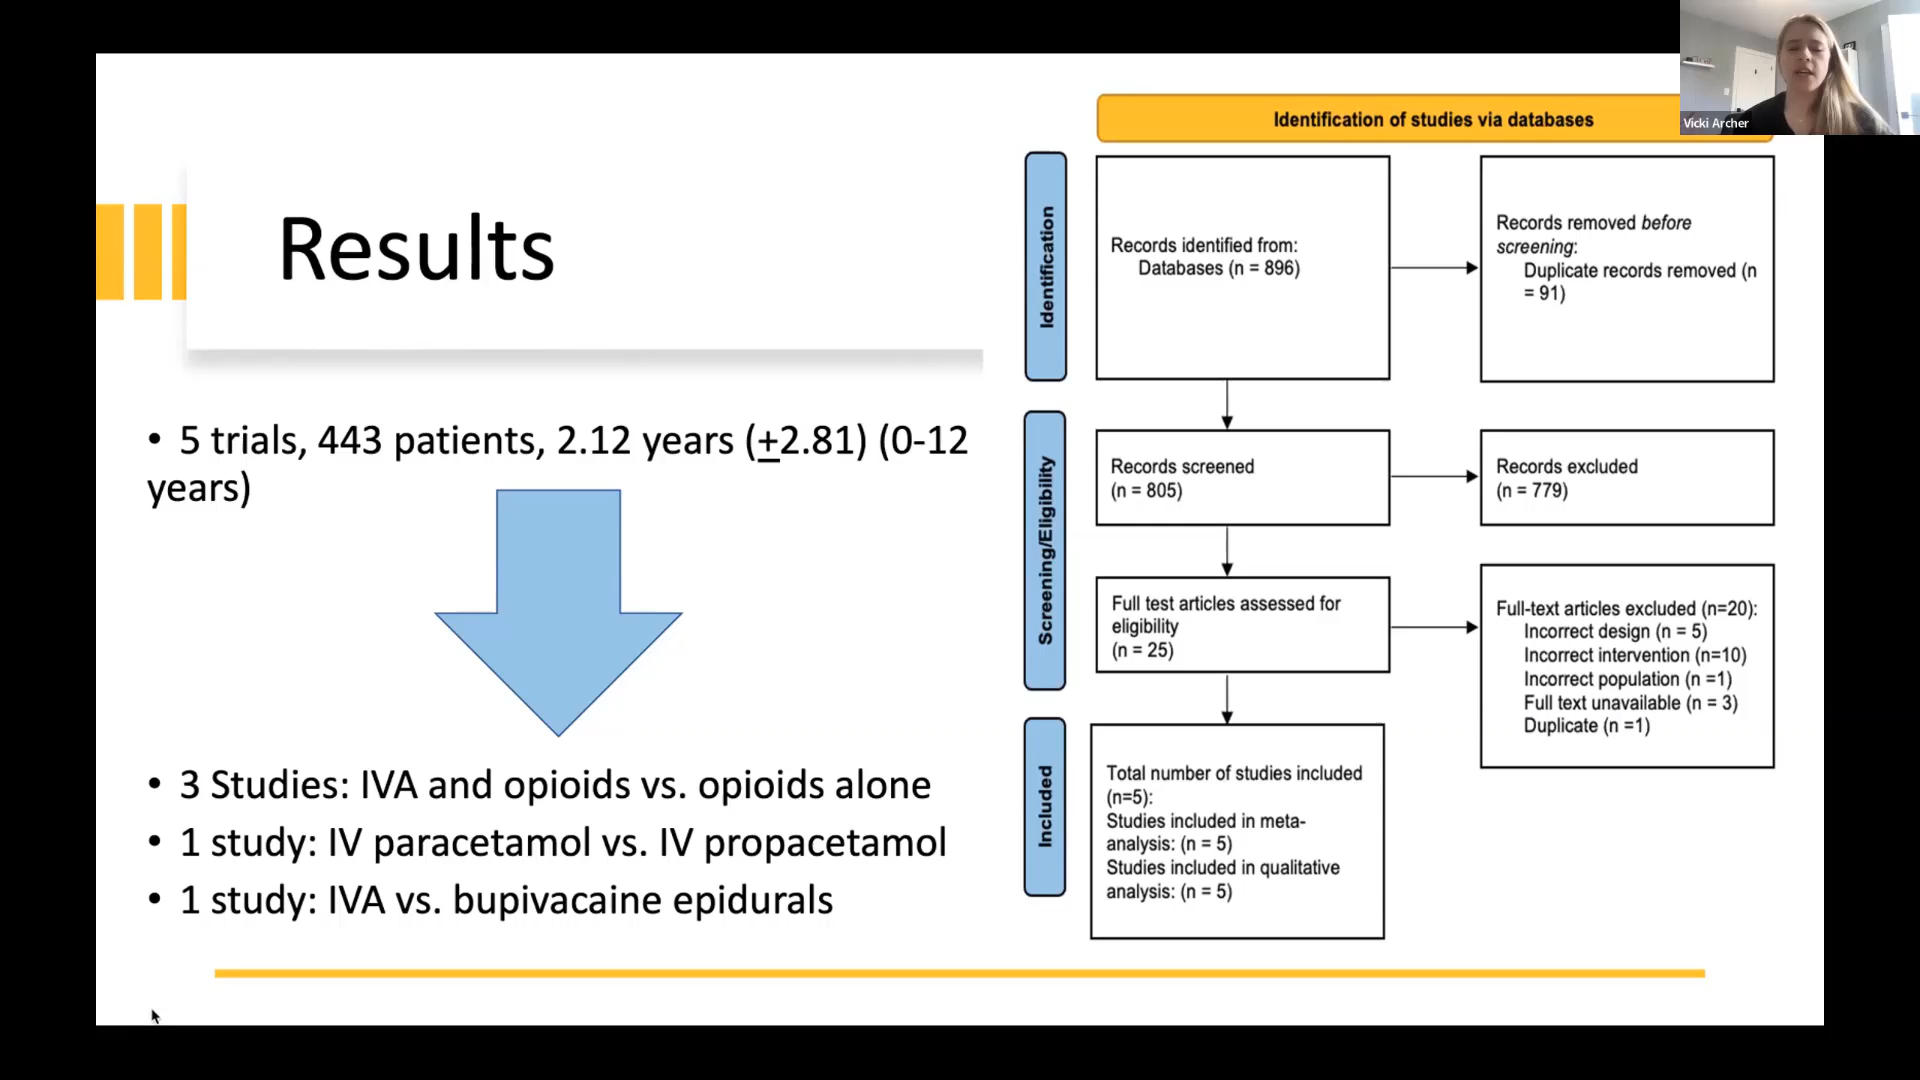 Vicki Archer
Results
• 5 trials, 443 patients, 2.12 years (+2.81) (0-12
years)
• 3 Studies: IVA and opioids vs. opioids alone
• 1 study: IV paracetamol vs. IV propacetamol
• 1 study: IVA vs. bupivacaine epidurals
Identification of studies via databases
Identification
Records identified from:
Databases (n = 896)
Records removed before
screening:
Duplicate records removed (n
= 91)
Screening/Eligibility
Records screened
(n = 805)
Records excluded
(n = 779)
Full test articles assessed for
eligibility
(n = 25)
Full-text articles excluded (n=20):
Incorrect design (n = 5)
Incorrect intervention (n=10)
Incorrect population (n =1)
Full text unavailable (n = 3)
Duplicate (n =1)
Included
Total number of studies included
(n=5):
Studies included in meta-
analysis: (n = 5)
Studies included in qualitative
analysis: (n = 5)